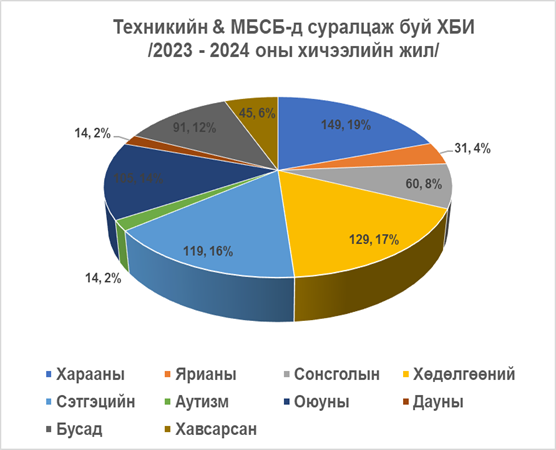 Техникийн & МБСБ-д суралцаж буй ХБИ
/2023 - 2024 оны хичээлийн жил/
45, 6%
149, 19%
91, 12%
14, 2%
31, 4%
60, 8%
129, 17%
119, 16%
14, 2%
Харааны
Ярианы
Сонсголын
Хөдөлгөөний
Сэтгэцийн
Аутизм
Оюуны
Дауны
Бусад
Хавсарсан